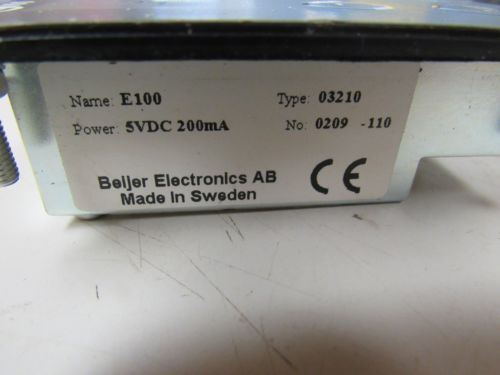 Name: E100 Type: 03210
Power: 5VDC 200mA No: 0209 -110
Beijer Electronics AB
Made in Sweden
CE